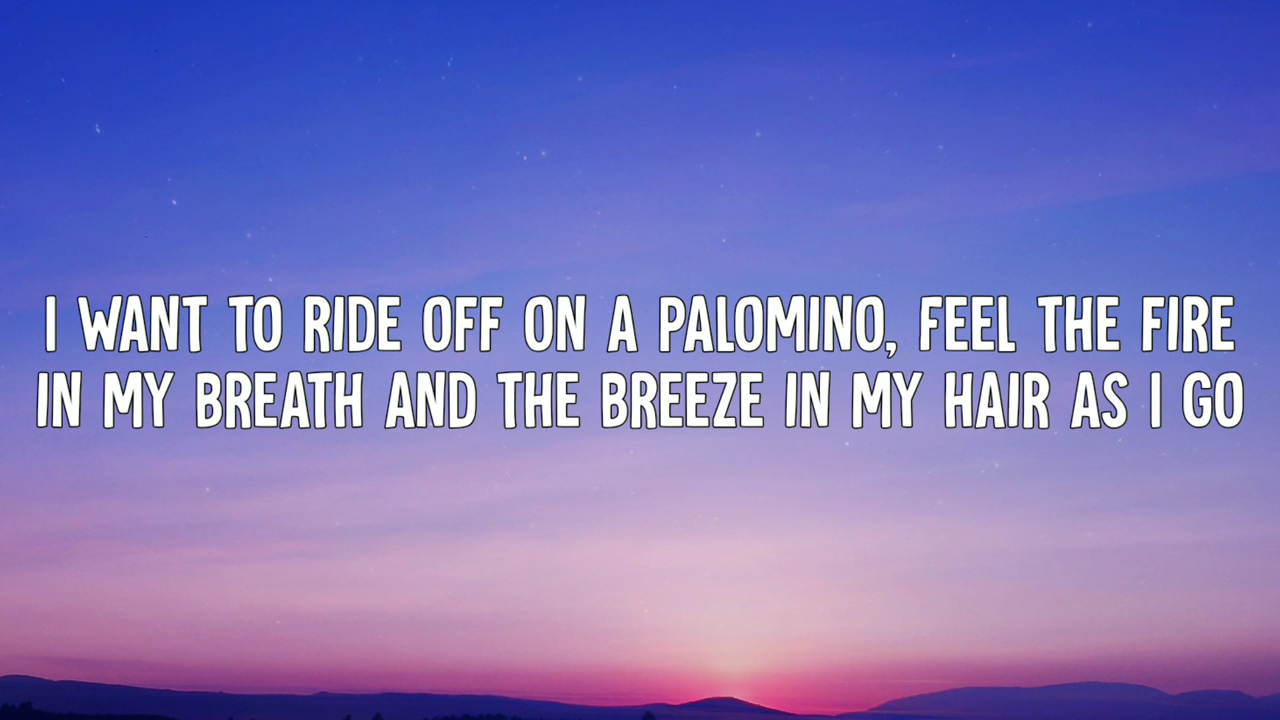 I WANT TO RIDE OFF ON A PALOMINO, FEEL THE FIRE
IN MY BREATH AND THE BREEZE IN MY HAIR AS I GO